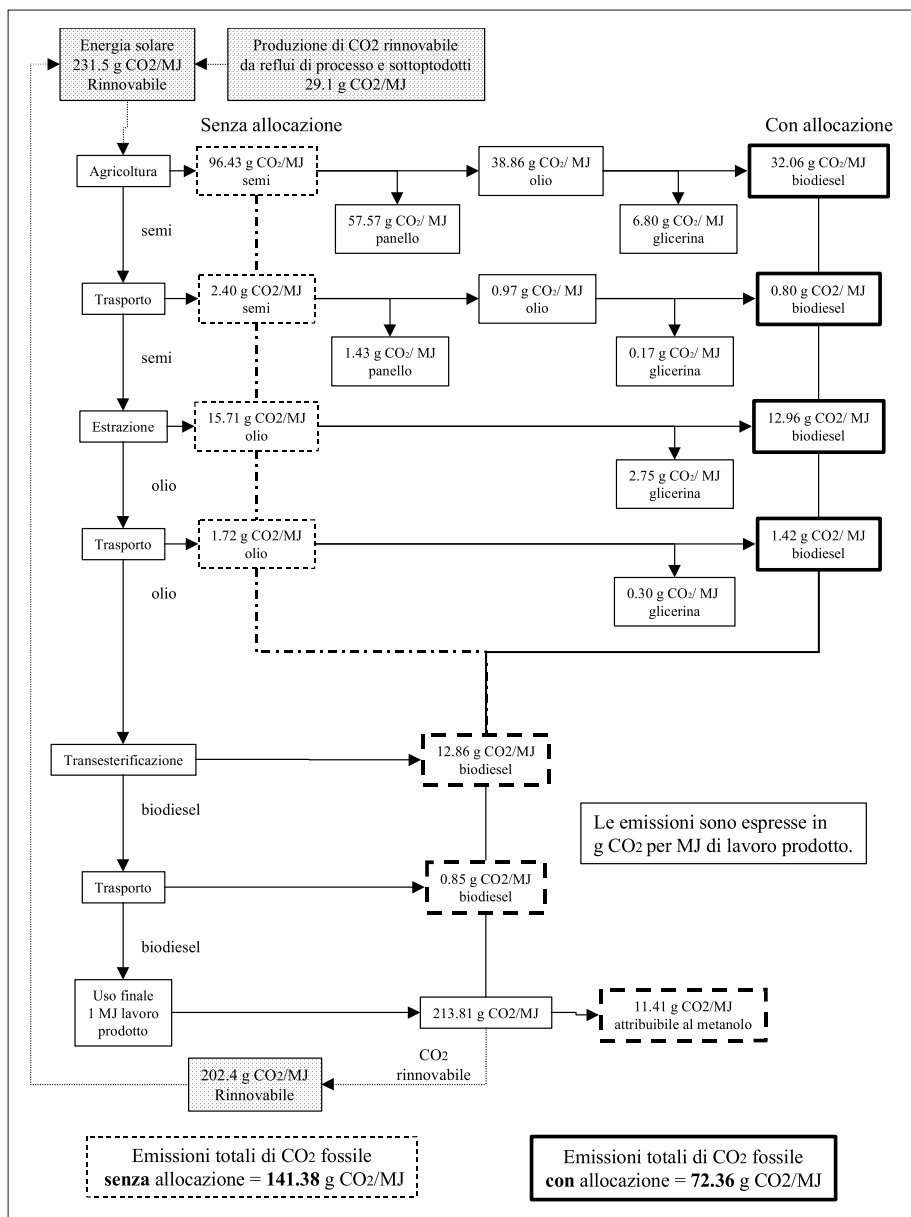 Energia solare
231.5 g CO2/MJ
Rinnovabile
Produzione di CO2 rinnovabile
da reflui di processo e sottoptodotti
29.1 g CO2/MJ
Senza allocazione
Con allocazione
Agricoltura
96.43 g CO2/MJ
semi
38.86 g CO2/ MJ
olio
32.06 g CO2/MJ
biodiesel
57.57 g CO2/ MJ
panello
6.80 g CO2/ MJ
glicerina
semi
Trasporto
2.40 g CO2/MJ
semi
0.97 g CO2/ MJ
olio
0.80 g CO2/ MJ
biodiesel
1.43 g CO2/ MJ
panello
0.17 g CO2/ MJ
glicerina
semi
Estrazione
15.71 g CO2/MJ
olio
12.96 g CO2/ MJ
biodiesel
2.75 g CO2/ MJ
glicerina
olio
Trasporto
1.72 g CO2/MJ
olio
1.42 g CO2/ MJ
biodiesel
0.30 g CO2/ MJ
glicerina
olio
Transesterificazione
12.86 g CO2/MJ
biodiesel
biodiesel
Le emissioni sono espresse in
g CO2 per MJ di lavoro prodotto.
Trasporto
0.85 g CO2/MJ
biodiesel
biodiesel
Uso finale
1 MJ lavoro
prodotto
213.81 g CO2/MJ
11.41 g CO2/MJ
attribuibile al metanolo
CO2
rinnovabile
202.4 g CO2/MJ
Rinnovabile
Emissioni totali di CO2 fossile
senza allocazione = 141.38 g CO2/MJ
Emissioni totali di CO2 fossile
con allocazione = 72.36 g CO2/MJ